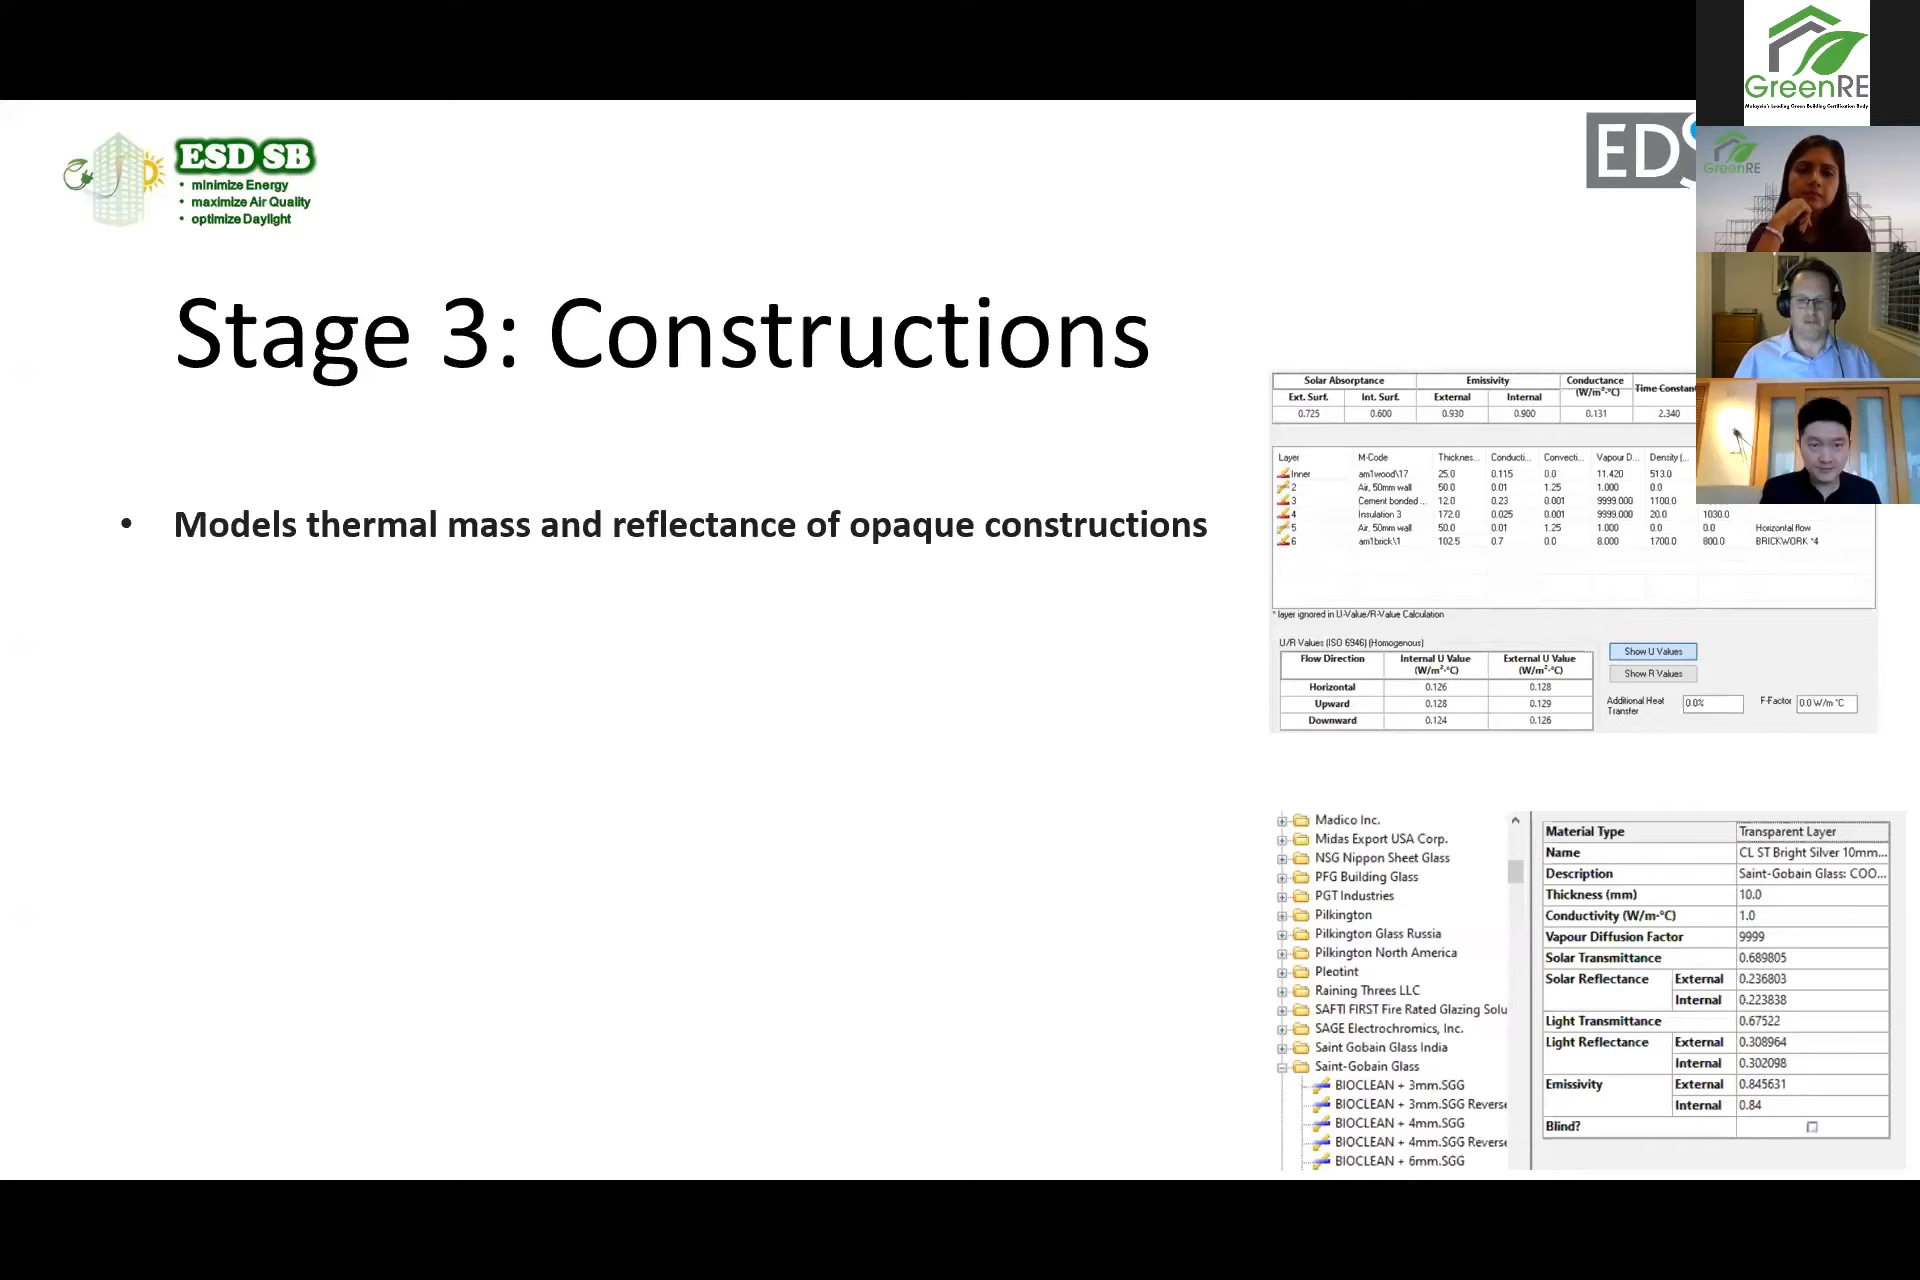 GreenRE
Malaysia's Leading Green Building Certification Body
ESD SB
• minimize Energy
• maximize Air Quality
• optimize Daylight
EDS
GreenRE
Stage 3: Constructions
• Models thermal mass and reflectance of opaque constructions
Solar Absorptance Emissivity Conductance (W/m²·°C) Time Constant
Ext. Surf. Int. Surf. External Internal
0.725 0.600 0.930 0.900 0.131 2.340
Layer M-Code Thicknes... Conducti... Convecti... Vapour D... Density (...
Inner am1wood\17 25.0 0.115 0.0 11.420 513.0
2 Air, 50mm wall 50.0 0.01 1.25 1.000 0.0
3 Cement bonded ... 12.0 0.23 0.001 9999.000 1100.0
4 Insulation 3 172.0 0.025 0.001 9999.000 20.0 1030.0
5 Air, 50mm wall 50.0 0.01 1.25 1.000 0.0 0.0 Horizontal flow
6 am1brick\1 102.5 0.7 0.0 8.000 1700.0 800.0 BRICKWORK *4
* layer ignored in U-Value/R-Value Calculation
U/R Values (ISO 6946) (Homogenous)
Flow Direction Internal U Value (W/m²·°C) External U Value (W/m²·°C)
Horizontal 0.126 0.128
Upward 0.128 0.129
Downward 0.124 0.126
Show U Values
Show R Values
Additional Heat Transfer 0.0% F-Factor 0.0 W/m·°C
Madico Inc.
Midas Export USA Corp.
NSG Nippon Sheet Glass
PFG Building Glass
PGT Industries
Pilkington
Pilkington Glass Russia
Pilkington North America
Pleotint
Raining Threes LLC
SAFTI FIRST Fire Rated Glazing Solu
SAGE Electrochromics, Inc.
Saint Gobain Glass India
Saint-Gobain Glass
BIOCLEAN + 3mm.SGG
BIOCLEAN + 3mm.SGG Reverse
BIOCLEAN + 4mm.SGG
BIOCLEAN + 4mm.SGG Reverse
BIOCLEAN + 6mm.SGG
Material Type Transparent Layer
Name CL ST Bright Silver 10mm...
Description Saint-Gobain Glass: COO...
Thickness (mm) 10.0
Conductivity (W/m·°C) 1.0
Vapour Diffusion Factor 9999
Solar Transmittance 0.689805
Solar Reflectance External 0.236803
Internal 0.223838
Light Transmittance 0.67522
Light Reflectance External 0.308964
Internal 0.302098
Emissivity External 0.845631
Internal 0.84
Blind?